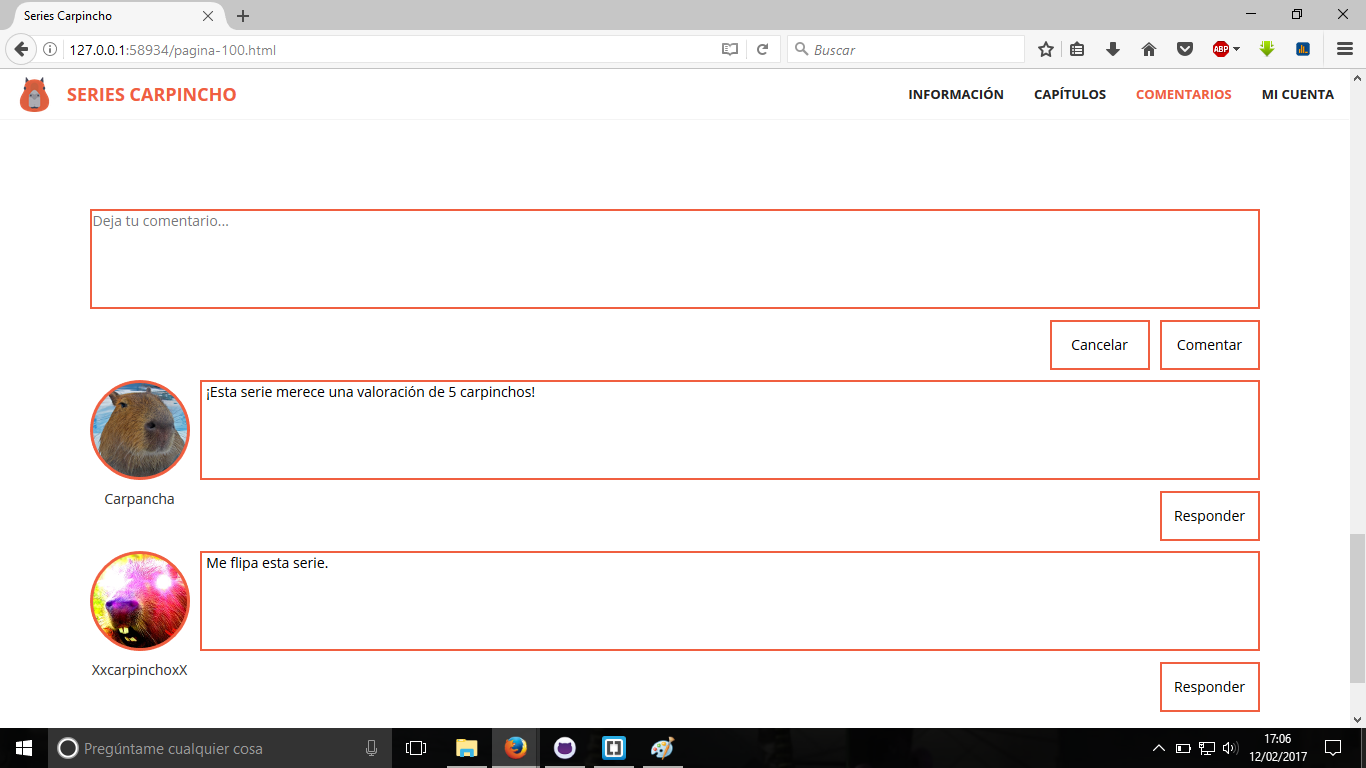 Series Carpincho
127.0.0.1:58934/pagina-100.html
Buscar
ABP
SERIES CARPINCHO
INFORMACIÓN
CAPÍTULOS
COMENTARIOS
MI CUENTA
Deja tu comentario...
Cancelar
Comentar
¡Esta serie merece una valoración de 5 carpinchos!
Carpancha
Responder
Me flipa esta serie.
XxcarpinchoxX
Responder
Pregúntame cualquier cosa
17:06
12/02/2017